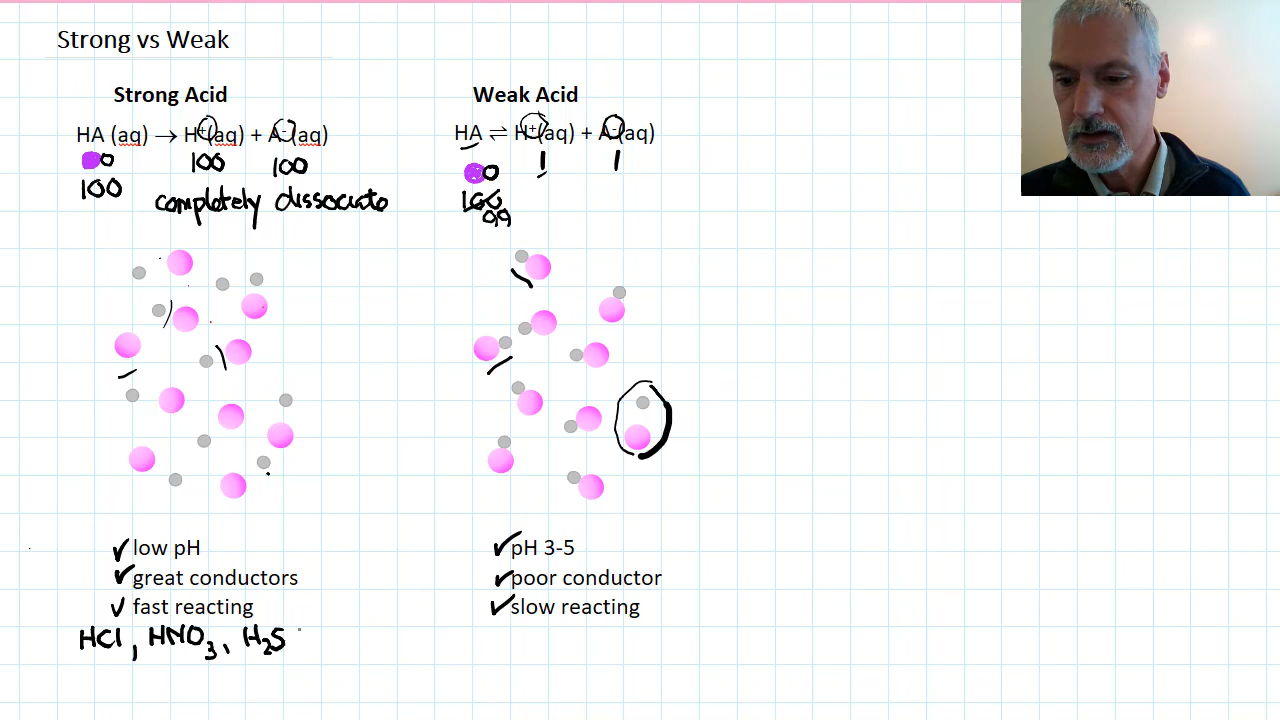 Strong vs Weak
Strong Acid
HA (aq) → H⁺(aq) + A⁻(aq)
100 100
100
completely dissociate
low pH
great conductors
fast reacting
HCl, HNO₃, H₂S
Weak Acid
HA ⇌ H⁺(aq) + A⁻(aq)
1 1
100
99
pH 3-5
poor conductor
slow reacting